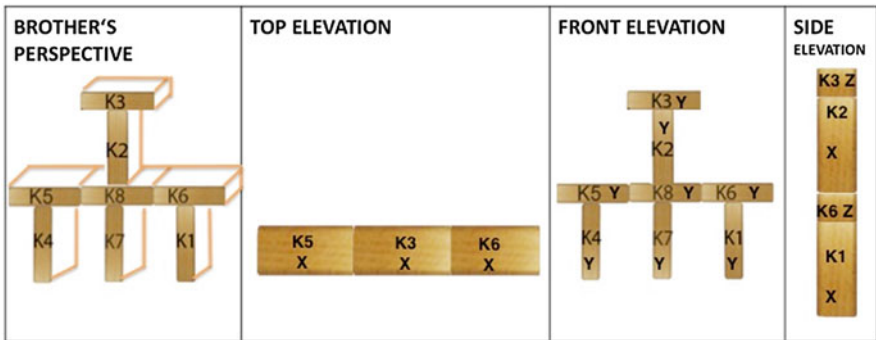 BROTHER'S
PERSPECTIVE
K3
K2
K5 K8 K6
K4 K7 K1
TOP ELEVATION
K5 K3 K6
X X X
FRONT ELEVATION
K3 Y
Y
K2
K5 Y K8 Y K6 Y
K4 K7 K1
Y Y Y
SIDE
ELEVATION
K3 Z
K2
X
K6 Z
K1
X